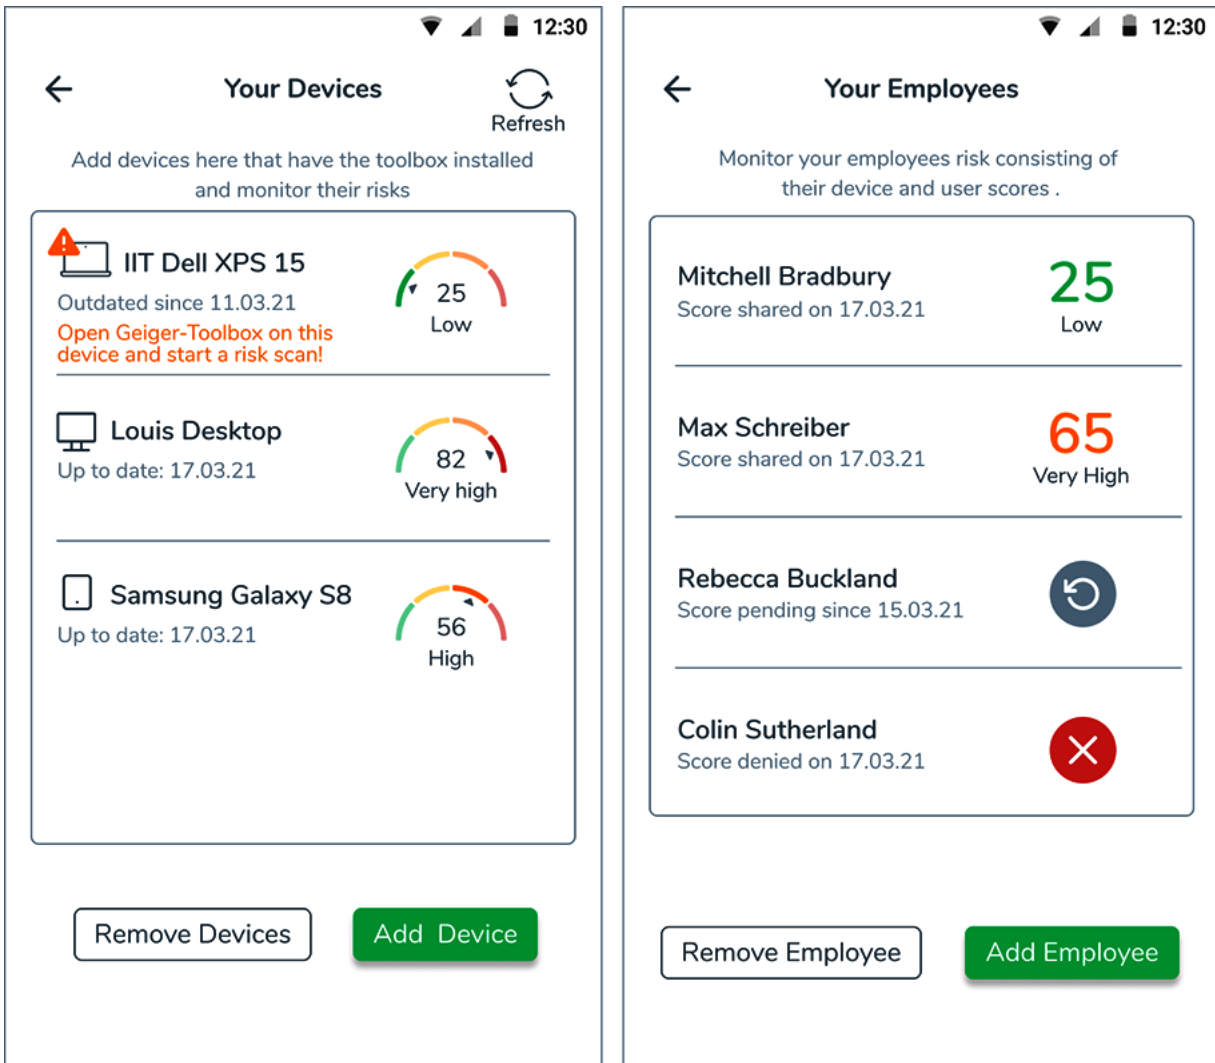 12:30
Your Devices
Refresh
Add devices here that have the toolbox installed
and monitor their risks
IIT Dell XPS 15
Outdated since 11.03.21
Open Geiger-Toolbox on this
device and start a risk scan!
25
Low
Louis Desktop
Up to date: 17.03.21
82
Very high
Samsung Galaxy S8
Up to date: 17.03.21
56
High
Remove Devices
Add Device
12:30
Your Employees
Monitor your employees risk consisting of
their device and user scores .
Mitchell Bradbury
Score shared on 17.03.21
25
Low
Max Schreiber
Score shared on 17.03.21
65
Very High
Rebecca Buckland
Score pending since 15.03.21
Colin Sutherland
Score denied on 17.03.21
Remove Employee
Add Employee